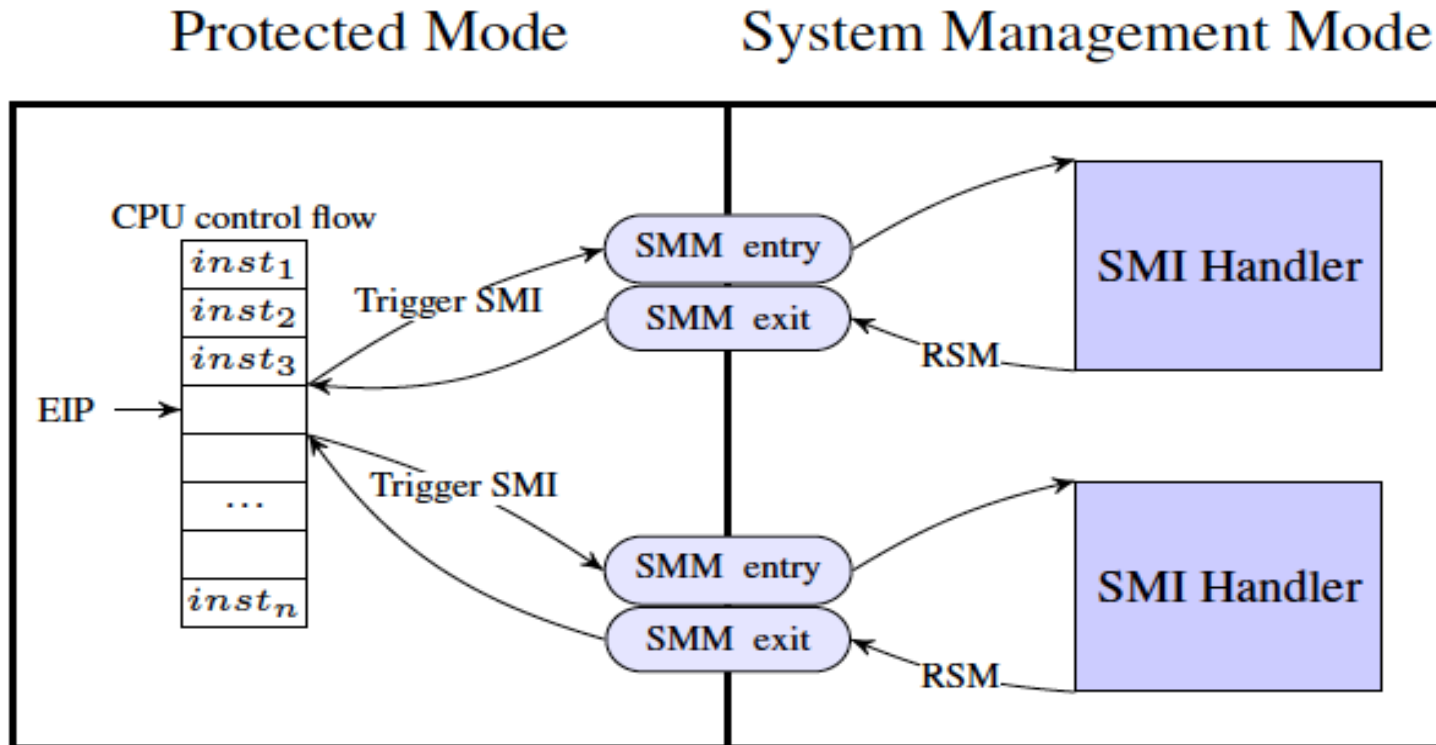 Protected Mode
System Management Mode
CPU control flow
inst₁
inst₂
inst₃
...
instₙ
EIP
Trigger SMI
SMM entry
SMM exit
SMI Handler
RSM
Trigger SMI
SMM entry
SMM exit
SMI Handler
RSM